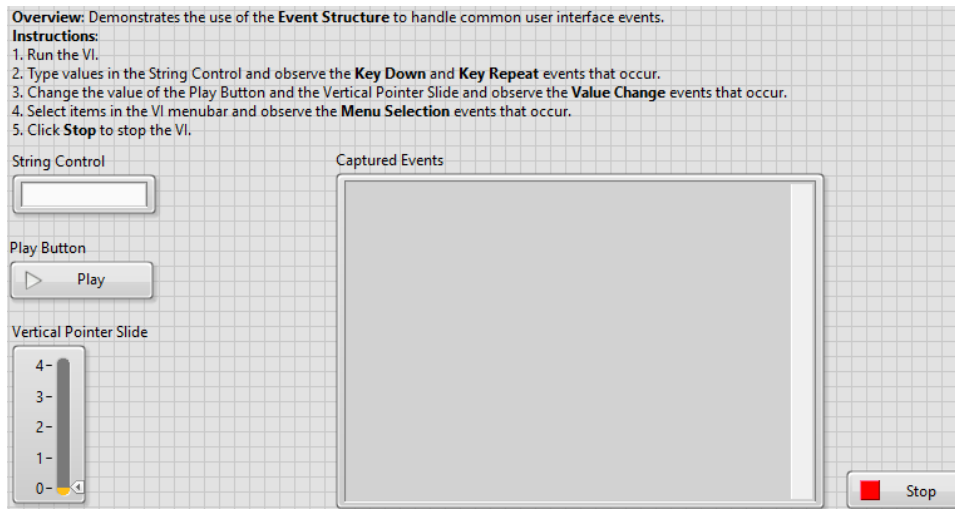 Overview: Demonstrates the use of the Event Structure to handle common user interface events.
Instructions:
1. Run the VI.
2. Type values in the String Control and observe the Key Down and Key Repeat events that occur.
3. Change the value of the Play Button and the Vertical Pointer Slide and observe the Value Change events that occur.
4. Select items in the VI menubar and observe the Menu Selection events that occur.
5. Click Stop to stop the VI.
String Control
Captured Events
Play Button
Play
Vertical Pointer Slide
4
3
2
1
0
Stop